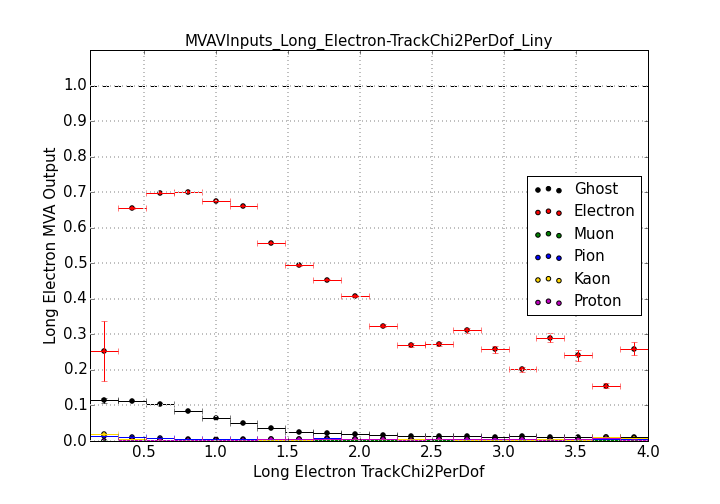 MVAVInputs_Long_Electron-TrackChi2PerDof_Liny
1.0
0.9
0.8
0.7
0.6
0.5
0.4
0.3
0.2
0.1
0.0
Long Electron MVA Output
Ghost
Electron
Muon
Pion
Kaon
Proton
0.5 1.0 1.5 2.0 2.5 3.0 3.5 4.0
Long Electron TrackChi2PerDof